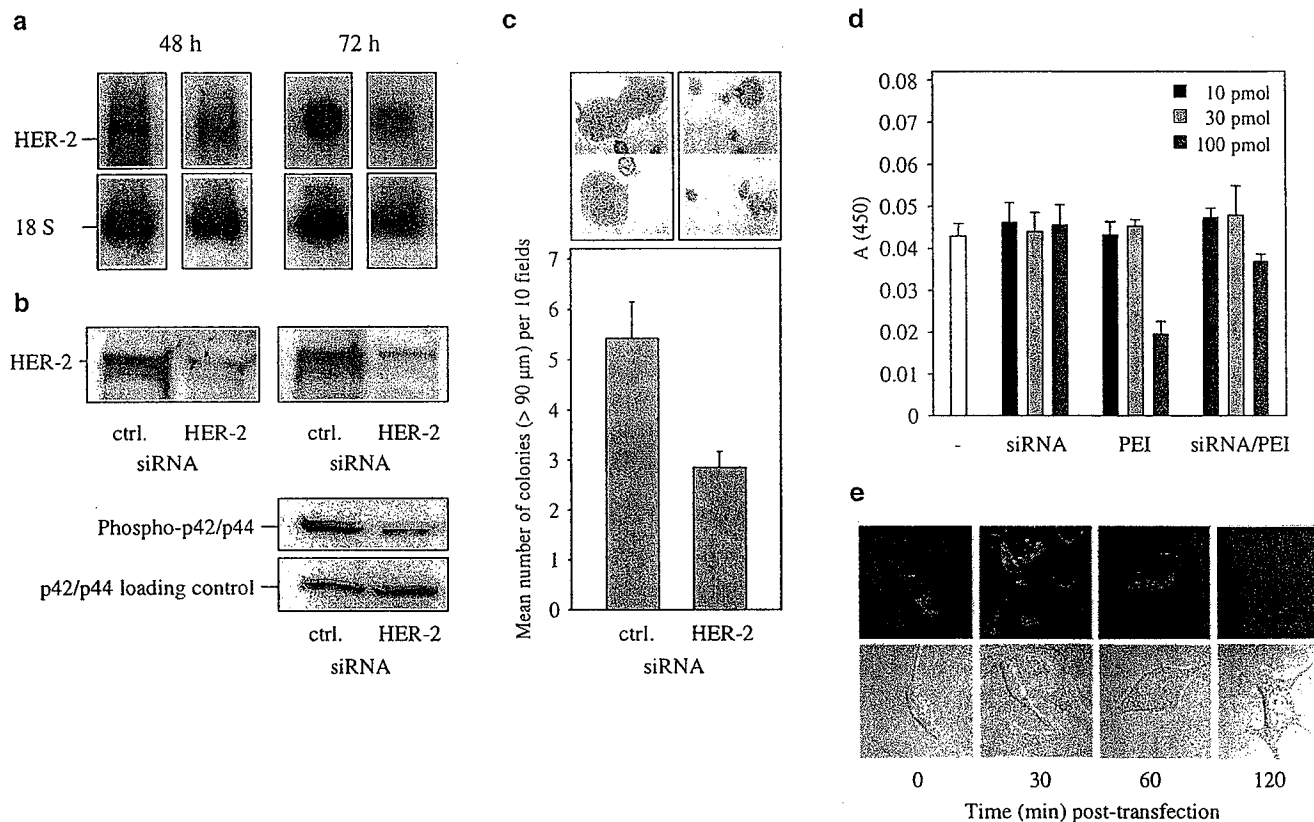 a
48 h
72 h
HER-2
18 S
b
HER-2
ctrl.
HER-2
ctrl.
HER-2
siRNA
siRNA
Phospho-p42/p44
p42/p44 loading control
ctrl.
HER-2
siRNA
c
Mean number of colonies (> 90 μm) per 10 fields
7
6
5
4
3
2
1
0
ctrl.
HER-2
siRNA
d
A (450)
0.08
0.07
0.06
0.05
0.04
0.03
0.02
0.01
0
10 pmol
30 pmol
100 pmol
-
siRNA
PEI
siRNA/PEI
e
0
30
60
120
Time (min) post-transfection